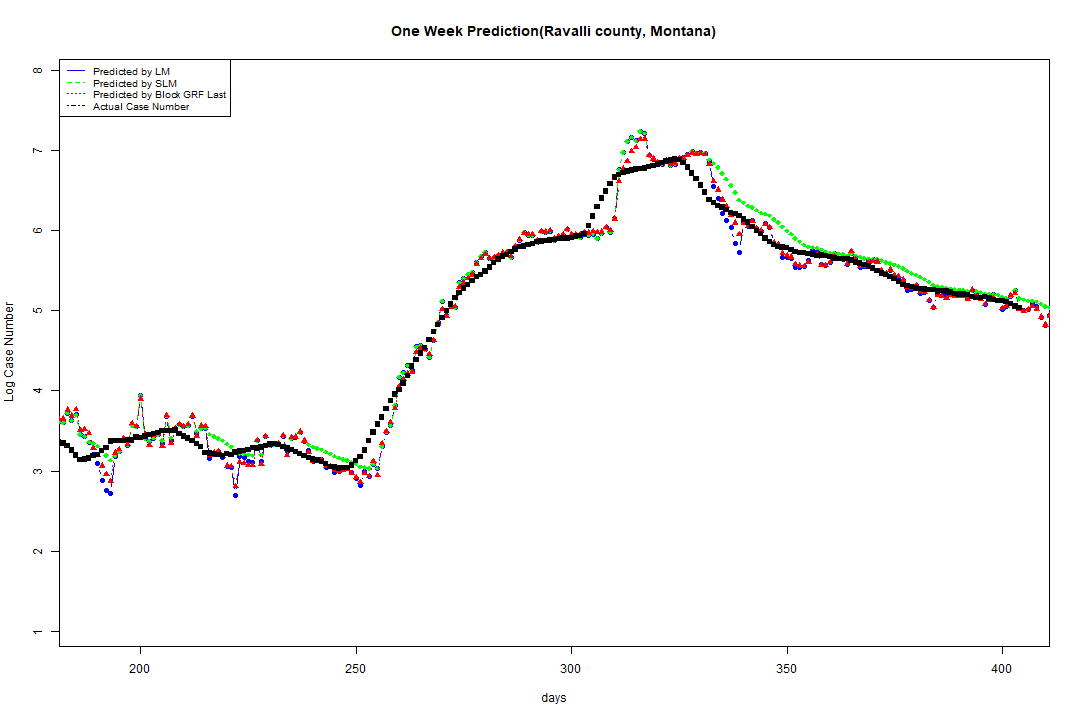 One Week Prediction(Ravalli county, Montana)
Predicted by LM
Predicted by SLM
Predicted by Block GRF Last
Actual Case Number
8
7
6
5
4
3
2
1
Log Case Number
200 250 300 350 400
days